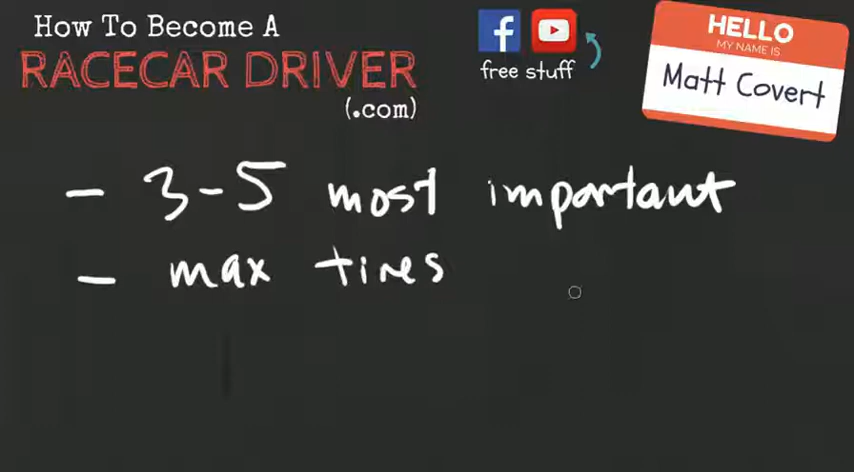 How To Become A
RACECAR DRIVER
(.com)
free stuff
HELLO
MY NAME IS
Matt Covert
- 3-5 most important
- max tires